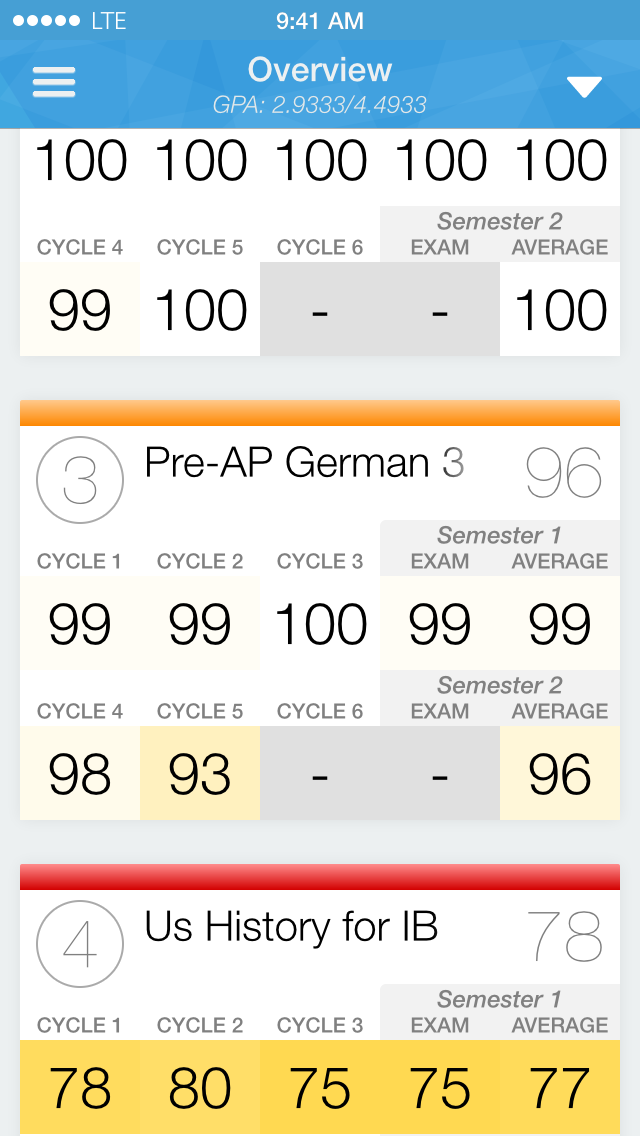 LTE 9:41 AM
Overview
GPA: 2.9333/4.4933
100 100 100 100 100
Semester 2
CYCLE 4 CYCLE 5 CYCLE 6 EXAM AVERAGE
99 100 - - 100
3 Pre-AP German 3 96
Semester 1
CYCLE 1 CYCLE 2 CYCLE 3 EXAM AVERAGE
99 99 100 99 99
Semester 2
CYCLE 4 CYCLE 5 CYCLE 6 EXAM AVERAGE
98 93 - - 96
4 Us History for IB 78
Semester 1
CYCLE 1 CYCLE 2 CYCLE 3 EXAM AVERAGE
78 80 75 75 77